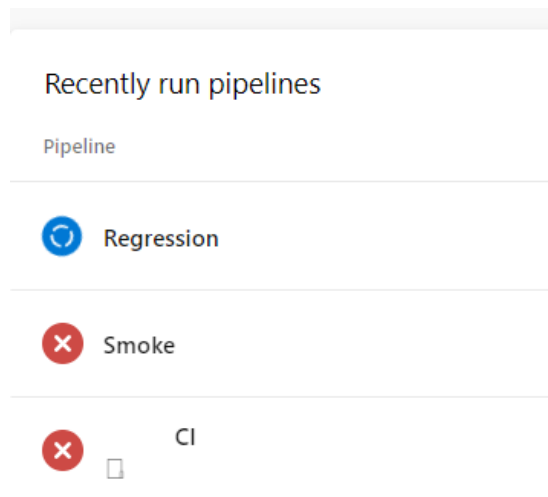 Recently run pipelines
Pipeline
Regression
Smoke
CI